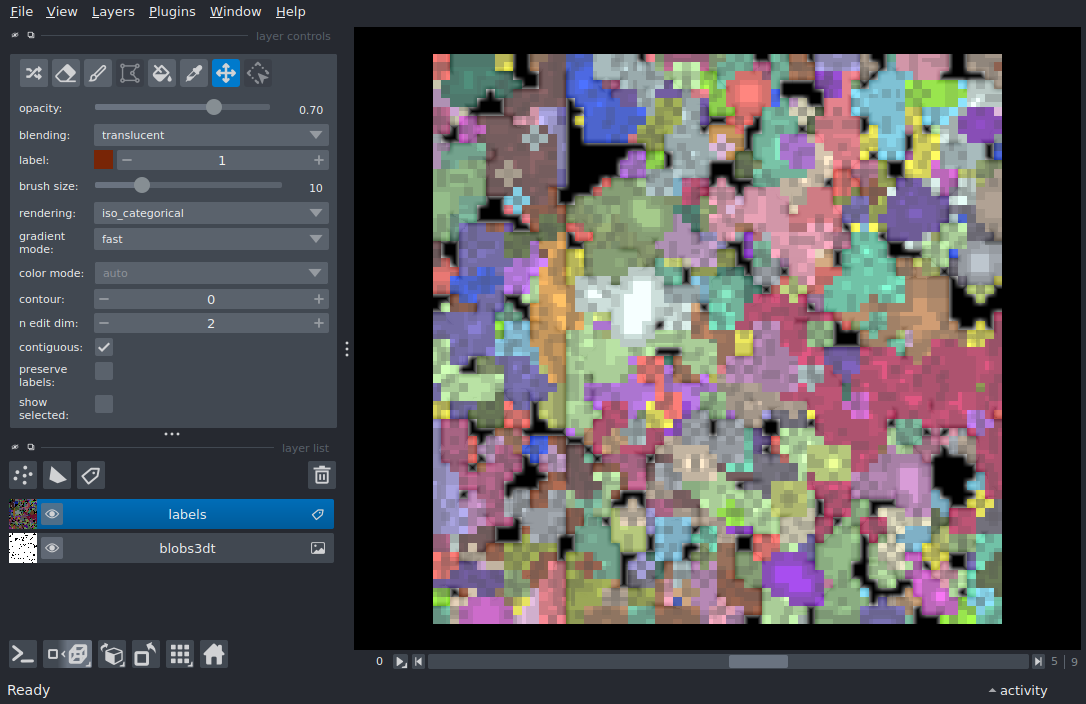 File View Layers Plugins Window Help
layer controls
opacity: 0.70
blending: translucent
label: 1
brush size: 10
rendering: iso_categorical
gradient
mode: fast
color mode: auto
contour: 0
n edit dim: 2
contiguous:
preserve
labels:
show
selected:
layer list
labels
blobs3dt
0 5 | 9
Ready activity